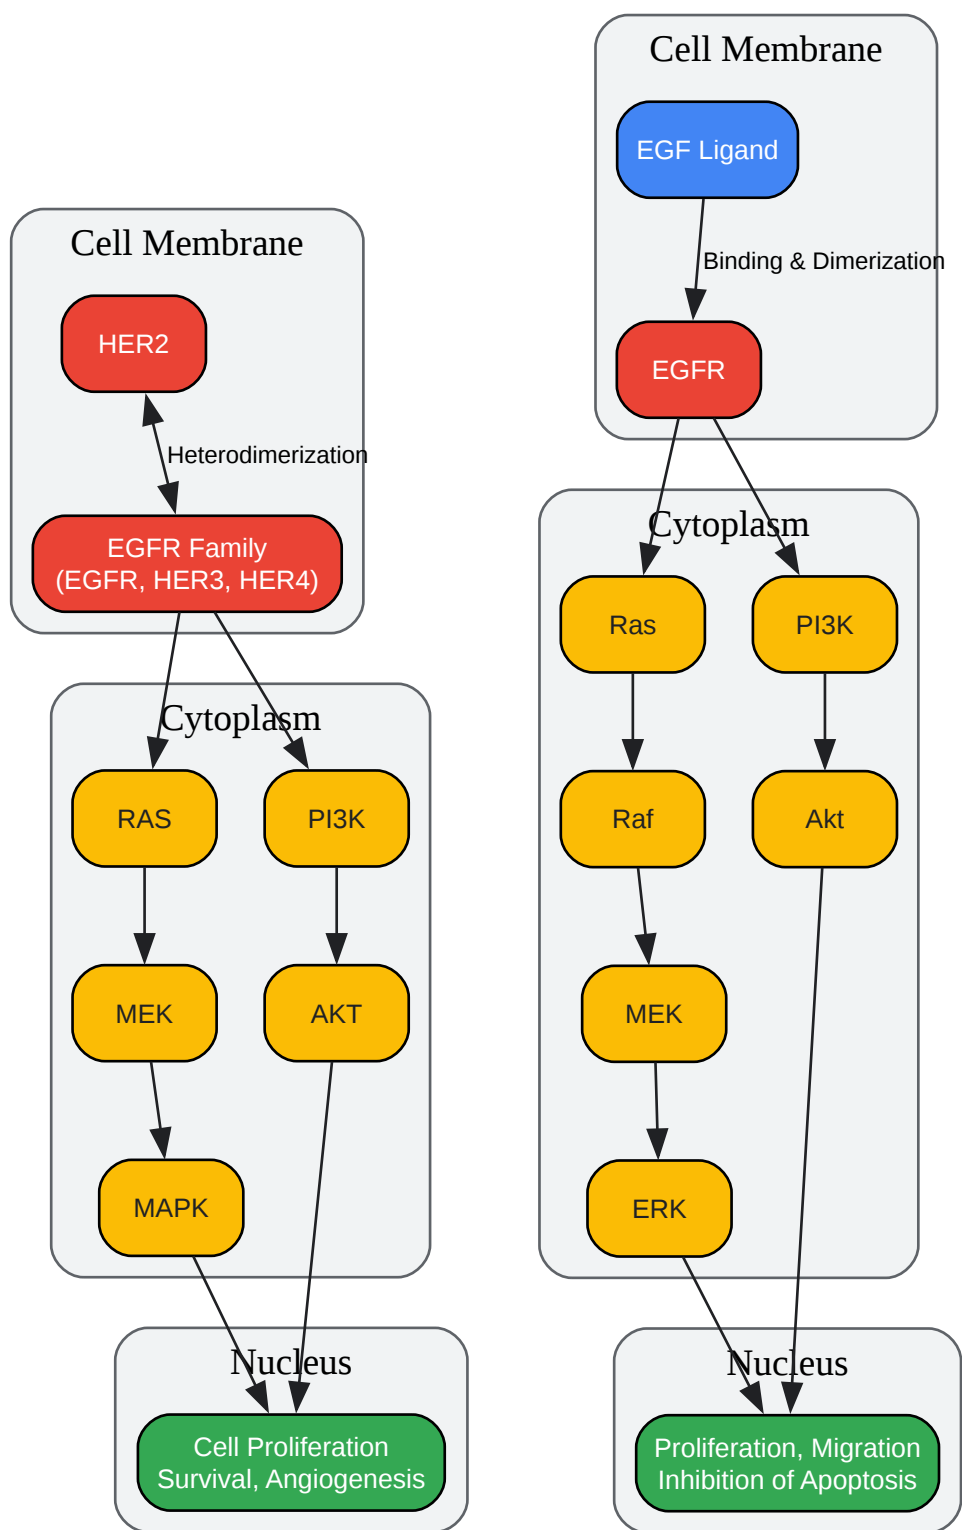 Cell Membrane
HER2
Heterodimerization
EGFR Family
(EGFR, HER3, HER4)
Cytoplasm
RAS
PI3K
MEK
AKT
MAPK
Nucleus
Cell Proliferation
Survival, Angiogenesis
Cell Membrane
EGF Ligand
Binding & Dimerization
EGFR
Cytoplasm
Ras
PI3K
Raf
Akt
MEK
ERK
Nucleus
Proliferation, Migration
Inhibition of Apoptosis